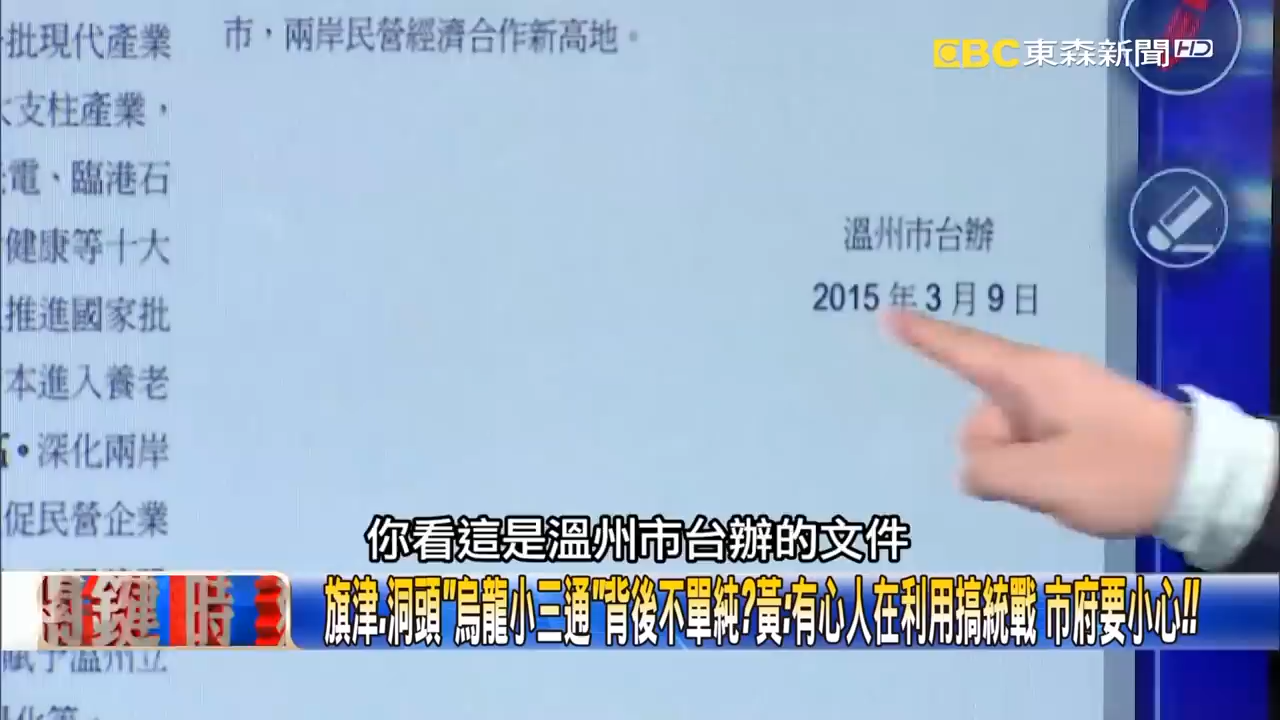 批現代產業
支柱產業，
電、臨港石
健康等十大
推進國家批
本進入養老
•深化兩岸
促民營企業
賦予溫州立
市，兩岸民營經濟合作新高地。
EBC東森新聞HD
溫州市台辦
2015年3月9日
你看這是溫州市台辦的文件
關鍵時
旗津.洞頭"烏龍小三通"背後不單純?黃:有心人在利用搞統戰 市府要小心!!